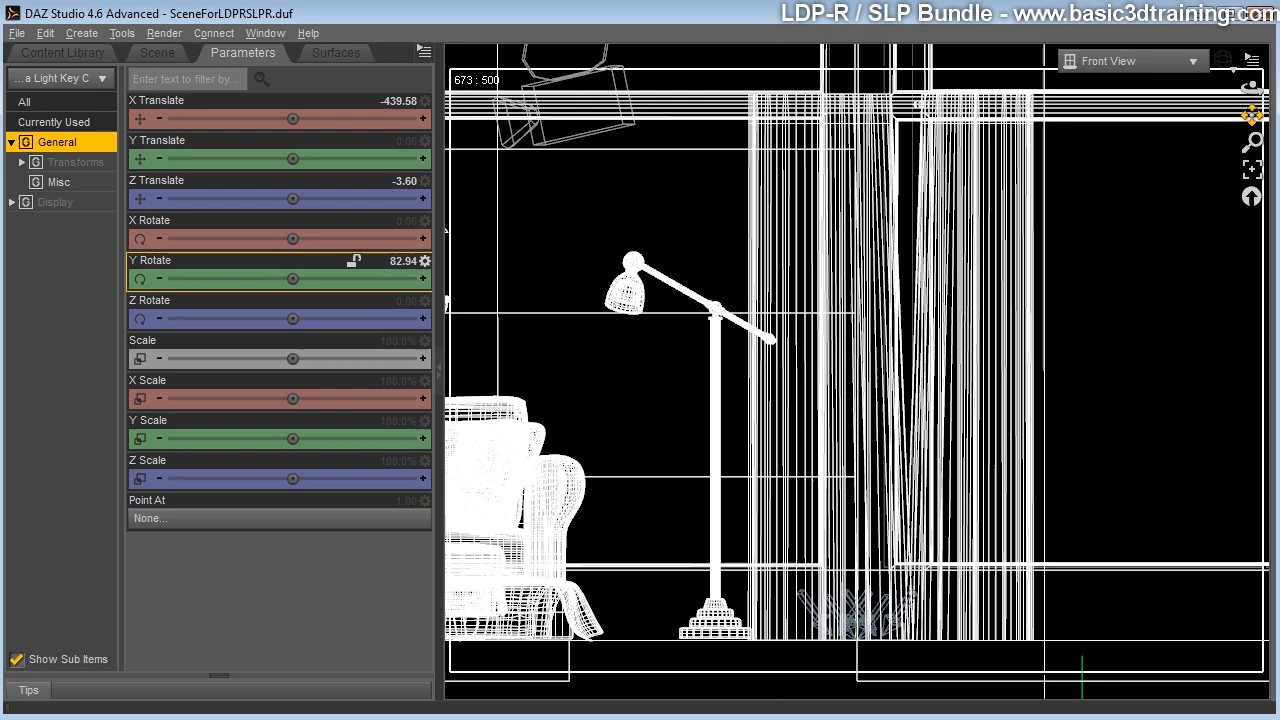 DAZ Studio 4.6 Advanced - SceneForLDPRSLPR.duf
LDP-R / SLP Bundle - www.basic3dtraining.com
File Edit Create Tools Render Connect Window Help
Content Library Scene Parameters Surfaces
...a Light Key C
Enter text to filter by...
All
Currently Used
General
Transforms
Misc
Display
X Translate -439.58
Y Translate 0.00
Z Translate -3.60
X Rotate 0.00
Y Rotate 82.94
Z Rotate 0.00
Scale 100.0%
X Scale 100.0%
Y Scale 100.0%
Z Scale 100.0%
Point At 1.00
None...
Show Sub Items
Tips
673 : 500
Front View